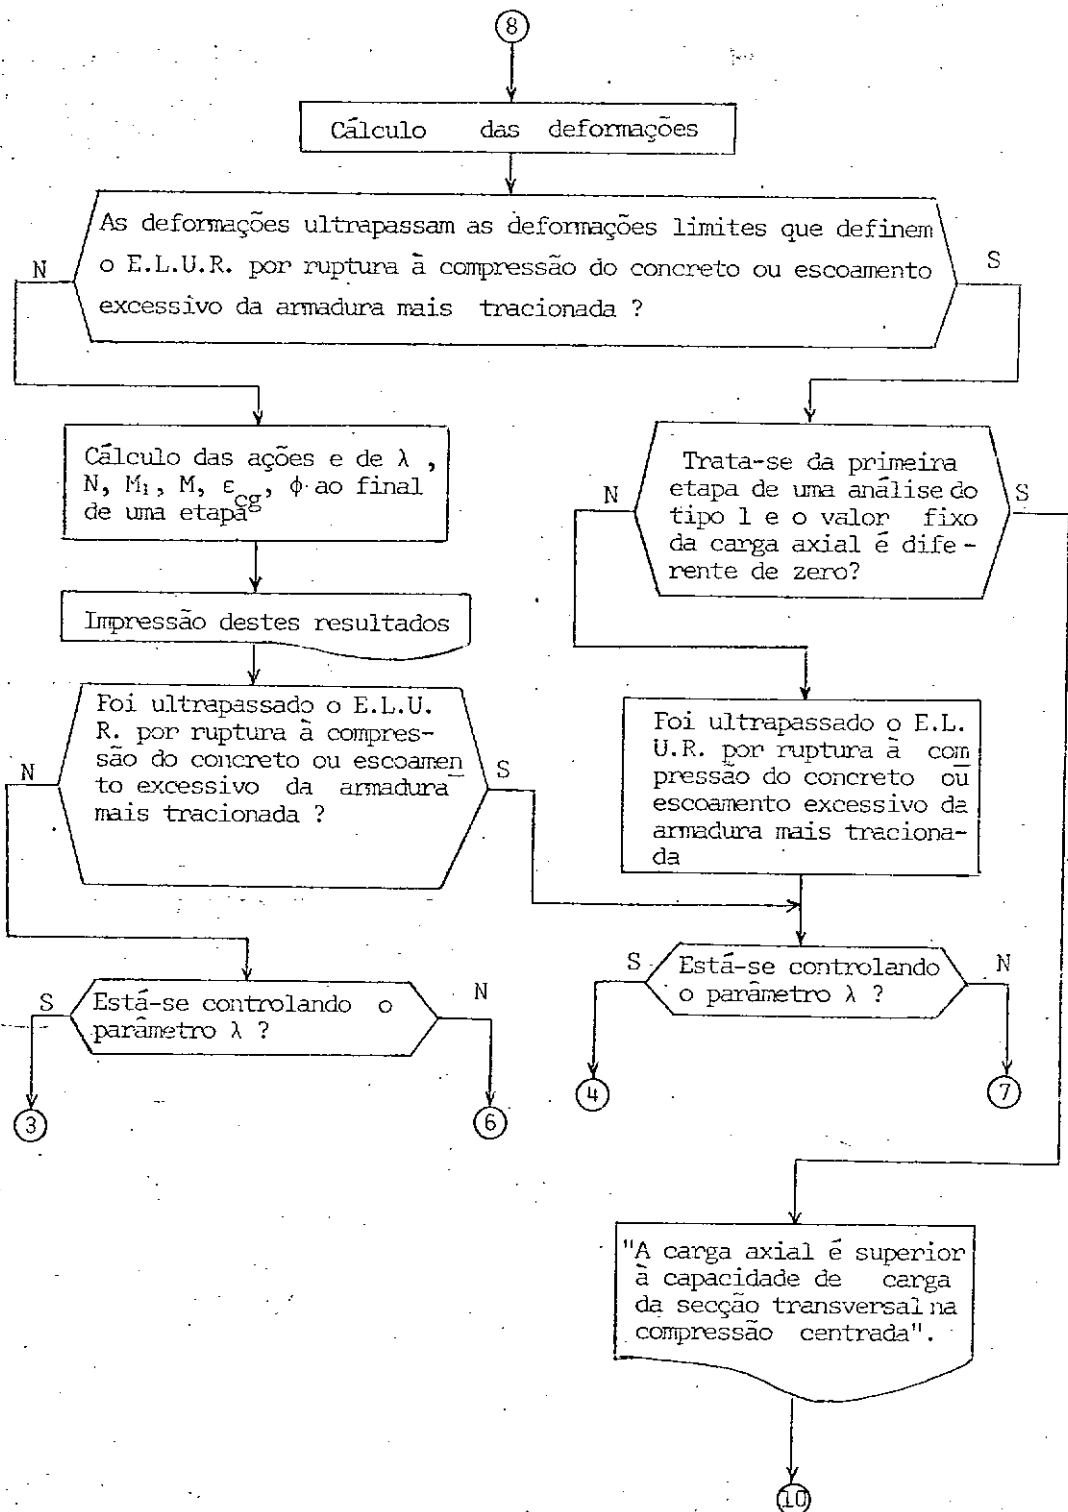 8
Cálculo das deformações
As deformações ultrapassam as deformações limites que definem
o E.L.U.R. por ruptura à compressão do concreto ou escoamento
excessivo da armadura mais tracionada ?
N
S
Cálculo das ações e de λ ,
N, M₁, M, ε_cg, φ ao final
de uma etapa
Impressão destes resultados
Foi ultrapassado o E.L.U.
R. por ruptura à compres-
são do concreto ou escoamen
to excessivo da armadura
mais tracionada ?
N
S
Está-se controlando o
parâmetro λ ?
S
N
3
6
Trata-se da primeira
etapa de uma análise do
tipo 1 e o valor fixo
da carga axial é dife-
rente de zero?
N
S
Foi ultrapassado o E.L.
U.R. por ruptura à com
pressão do concreto ou
escoamento excessivo da
armadura mais traciona-
da
Está-se controlando
o parâmetro λ ?
S
N
4
7
"A carga axial é superior
à capacidade de carga
da secção transversal na
compressão centrada".
10